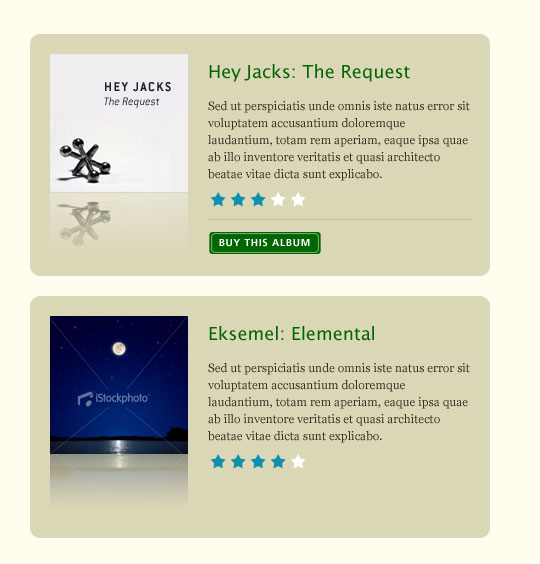 HEY JACKS
The Request
Hey Jacks: The Request
Sed ut perspiciatis unde omnis iste natus error sit
voluptatem accusantium doloremque
laudantium, totam rem aperiam, eaque ipsa quae
ab illo inventore veritatis et quasi architecto
beatae vitae dicta sunt explicabo.
BUY THIS ALBUM
iStockphoto
Eksemel: Elemental
Sed ut perspiciatis unde omnis iste natus error sit
voluptatem accusantium doloremque
laudantium, totam rem aperiam, eaque ipsa quae
ab illo inventore veritatis et quasi architecto
beatae vitae dicta sunt explicabo.